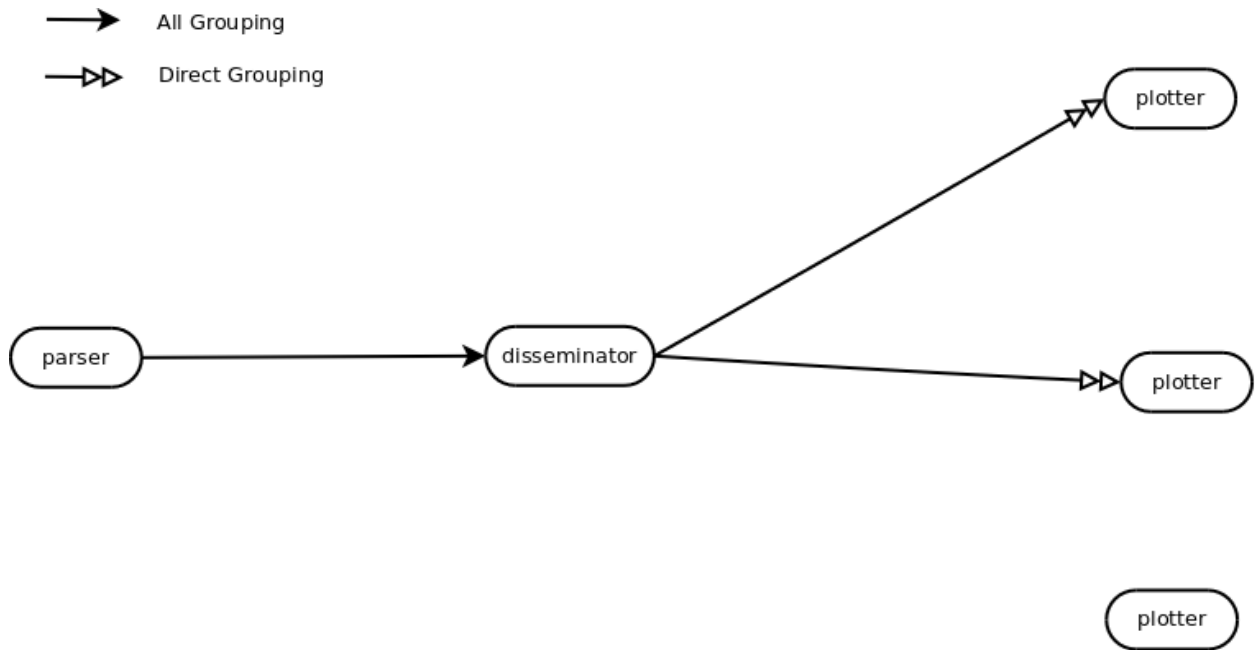 All Grouping
Direct Grouping
plotter
parser
disseminator
plotter
plotter